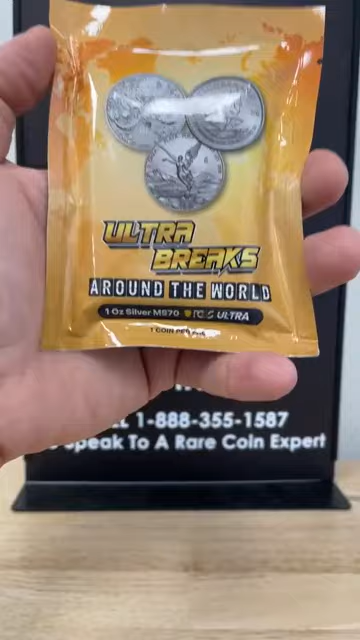 ULTRA
BREAKS
AROUND THE WORLD
1 Oz Silver MS70 ULTRA
1 COIN PER
1-888-355-1587
Speak To A Rare Coin Expert